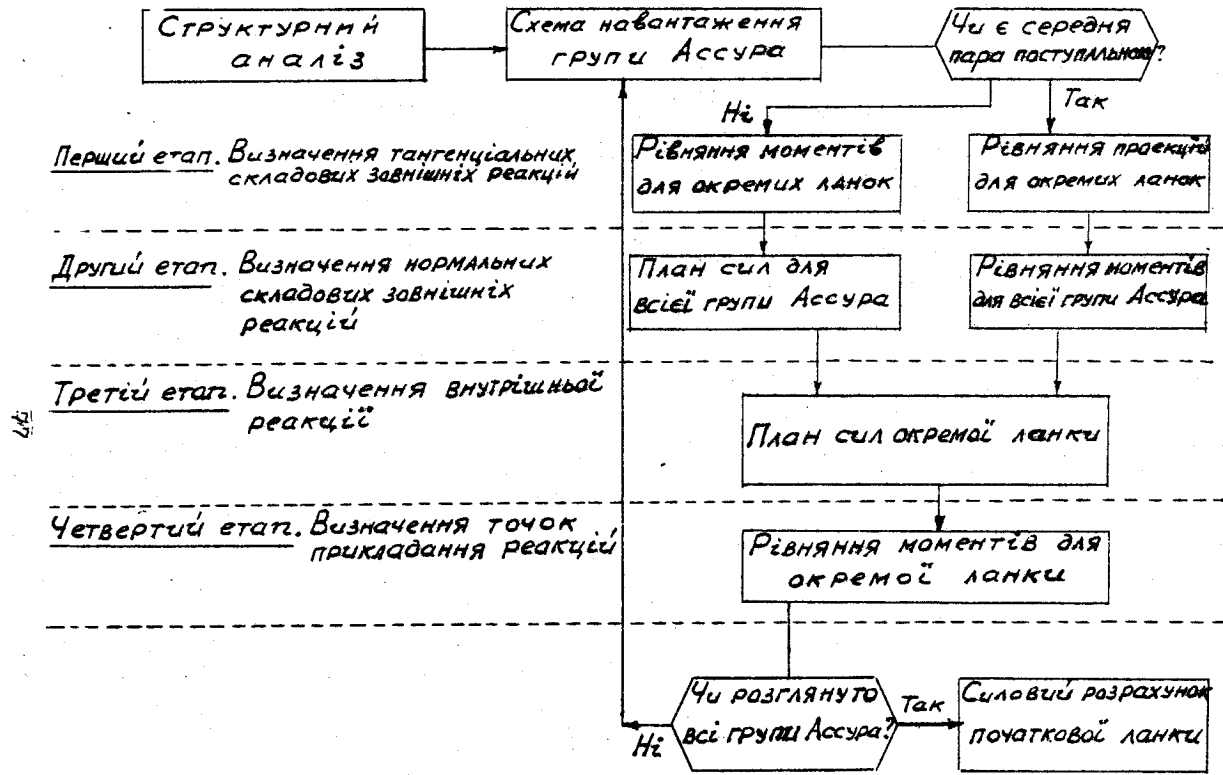 Структурний
аналіз
Схема навантаження
групи Ассура
Чи є середня
пара поступальною?
Ні
Так
Перший етап. Визначення тангенціальних
складових зовнішніх реакцій
Рівняння моментів
для окремих ланок
Рівняння проекцій
для окремих ланок
Другий етап. Визначення нормальних
складових зовнішніх
реакцій
План сил для
всієї групи Ассура
Рівняння моментів
для всієї групи Ассура
Третій етап. Визначення внутрішньої
реакції
План сил окремої ланки
Четвертий етап. Визначення точок
прикладання реакцій
Рівняння моментів для
окремої ланки
Чи розглянуто
всі групи Ассура?
Ні
Так
Силовий розрахунок
початкової ланки